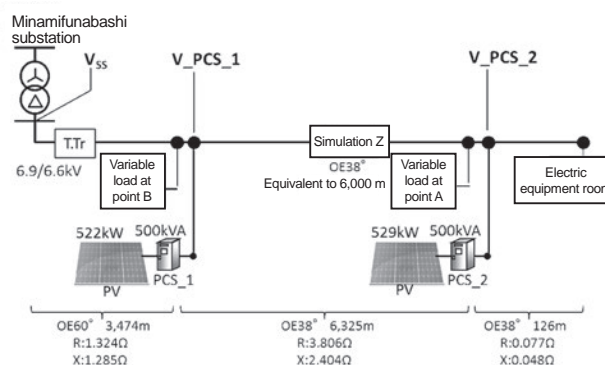 Minamifunabashi
substation
VSS
V_PCS_1
V_PCS_2
T.Tr
6.9/6.6kV
Variable
load at
point B
Simulation Z
OE38°
Equivalent to 6,000 m
Variable
load at
point A
Electric
equipment room
522kW
500kVA
PCS_1
PV
529kW
500kVA
PCS_2
PV
OE60° 3,474m
R:1.324Ω
X:1.285Ω
OE38° 6,325m
R:3.806Ω
X:2.404Ω
OE38° 126m
R:0.077Ω
X:0.048Ω